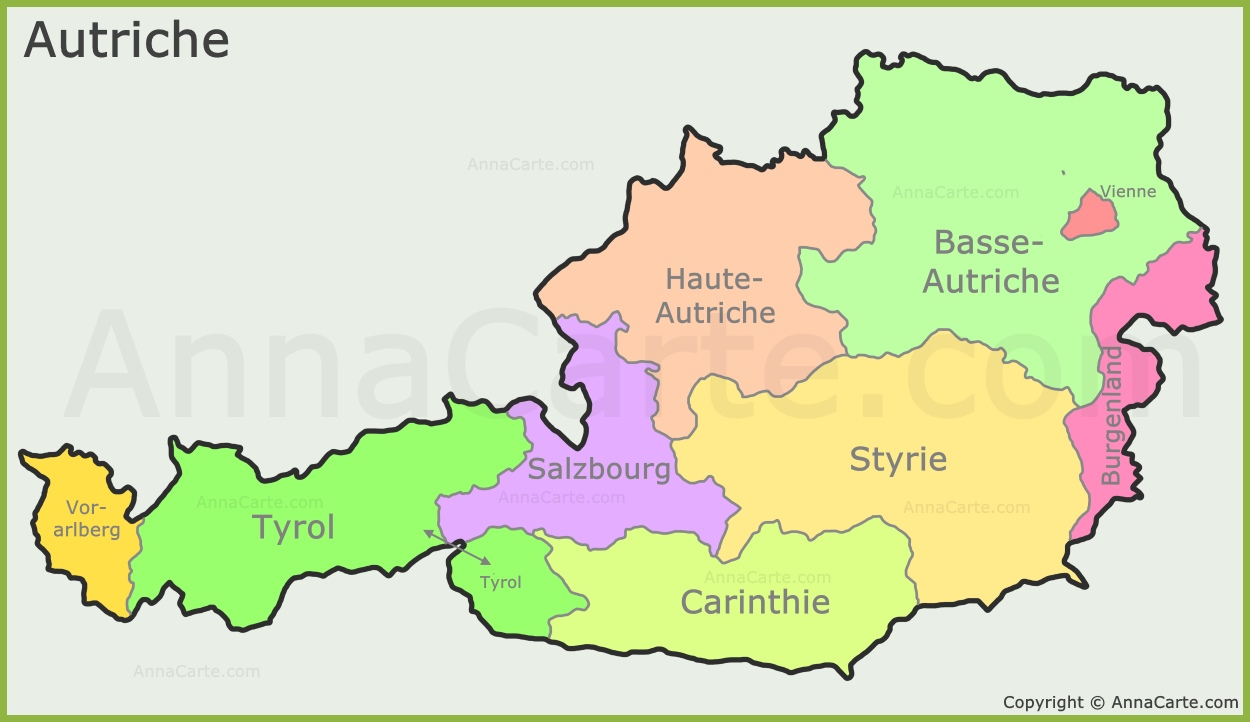 Autriche
AnnaCarte.com
AnnaCarte.com
Vienne
Basse-
Autriche
Haute-
Autriche
AnnaCarte.com
Burgenland
Styrie
Salzbourg
AnnaCarte.com
AnnaCarte.com
AnnaCarte.com
Vor-
arlberg
Tyrol
Tyrol
AnnaCarte.com
Carinthie
AnnaCarte.com
Copyright © AnnaCarte.com